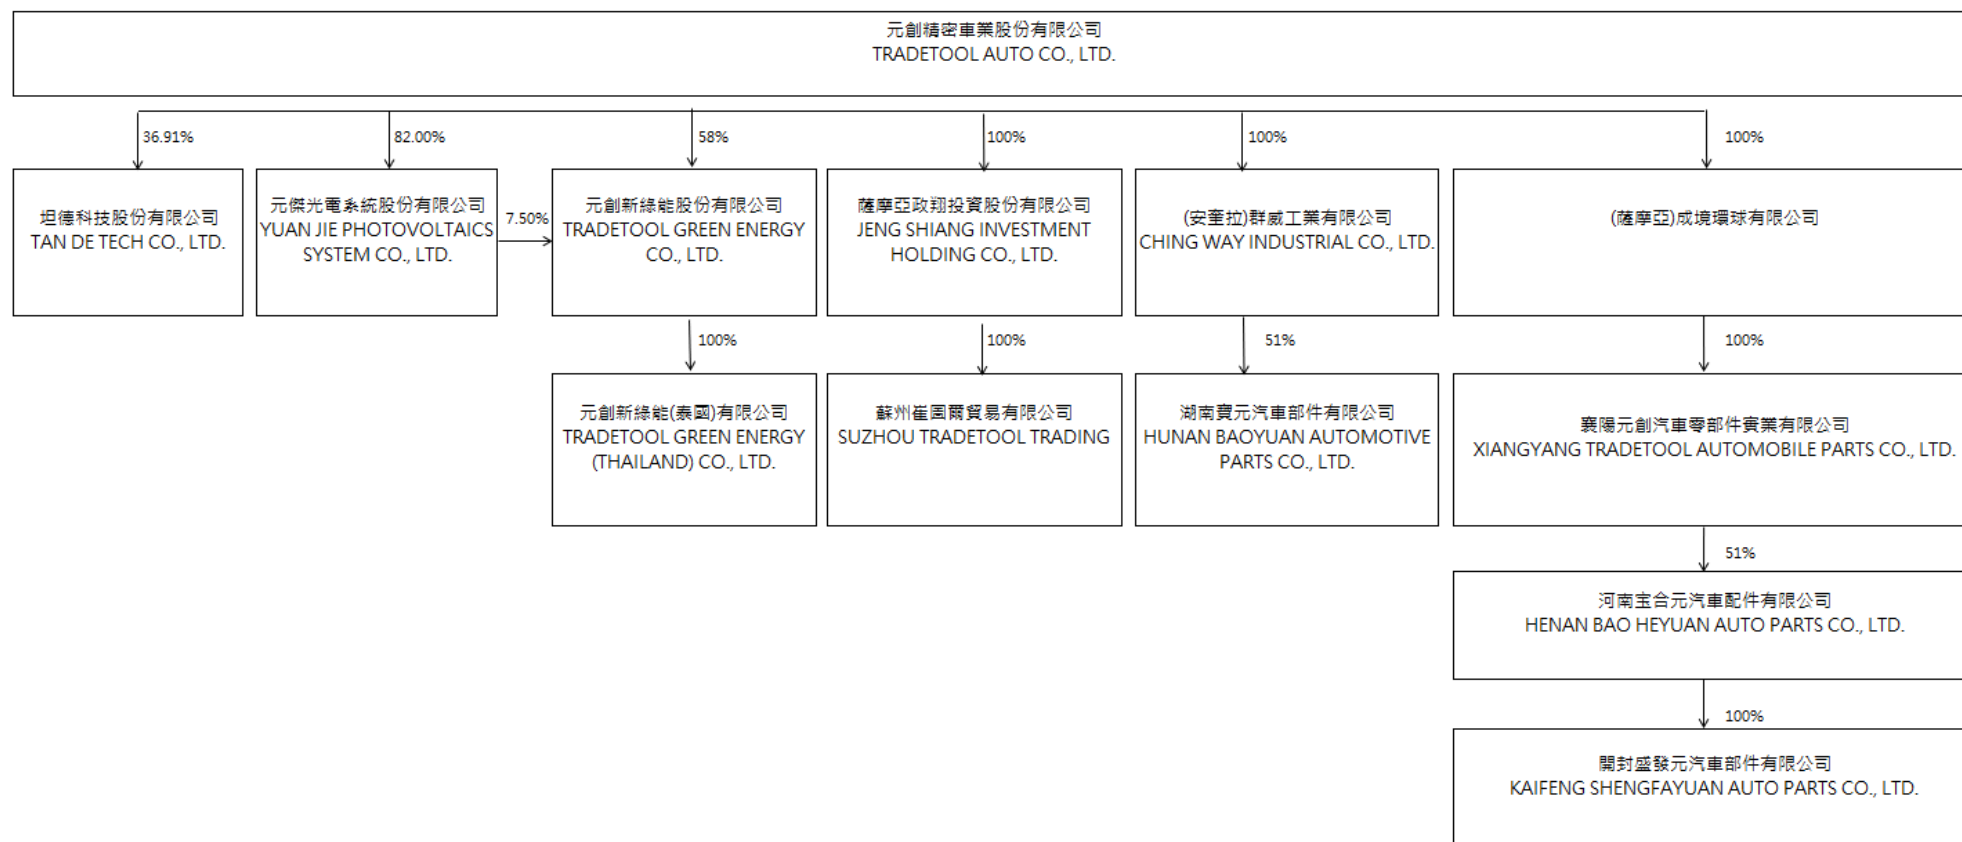 元創精密車業股份有限公司
TRADETOOL AUTO CO., LTD.
36.91%
82.00%
58%
100%
100%
100%
坦德科技股份有限公司
TAN DE TECH CO., LTD.
元傑光電系統股份有限公司
YUAN JIE PHOTOVOLTAICS
SYSTEM CO., LTD.
7.50%
元創新綠能股份有限公司
TRADETOOL GREEN ENERGY
CO., LTD.
薩摩亞政翔投資股份有限公司
JENG SHIANG INVESTMENT
HOLDING CO., LTD.
(安奎拉)群威工業有限公司
CHING WAY INDUSTRIAL CO., LTD.
(薩摩亞)成境環球有限公司
100%
100%
51%
100%
元創新綠能(泰國)有限公司
TRADETOOL GREEN ENERGY
(THAILAND) CO., LTD.
蘇州崔圖爾貿易有限公司
SUZHOU TRADETOOL TRADING
湖南寶元汽車部件有限公司
HUNAN BAOYUAN AUTOMOTIVE
PARTS CO., LTD.
襄陽元創汽車零部件實業有限公司
XIANGYANG TRADETOOL AUTOMOBILE PARTS CO., LTD.
51%
河南宝合元汽車配件有限公司
HENAN BAO HEYUAN AUTO PARTS CO., LTD.
100%
開封盛發元汽車部件有限公司
KAIFENG SHENGFAYUAN AUTO PARTS CO., LTD.